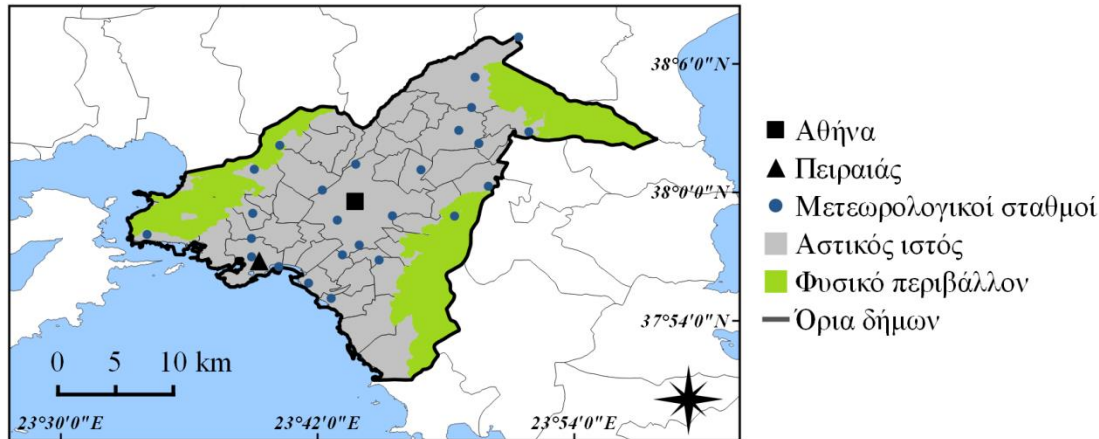 38°6'0"N
38°0'0"N
37°54'0"N
0 5 10 km
23°30'0"E 23°42'0"E 23°54'0"E
Αθήνα
Πειραιάς
Μετεωρολογικοί σταθμοί
Αστικός ιστός
Φυσικό περιβάλλον
Όρια δήμων